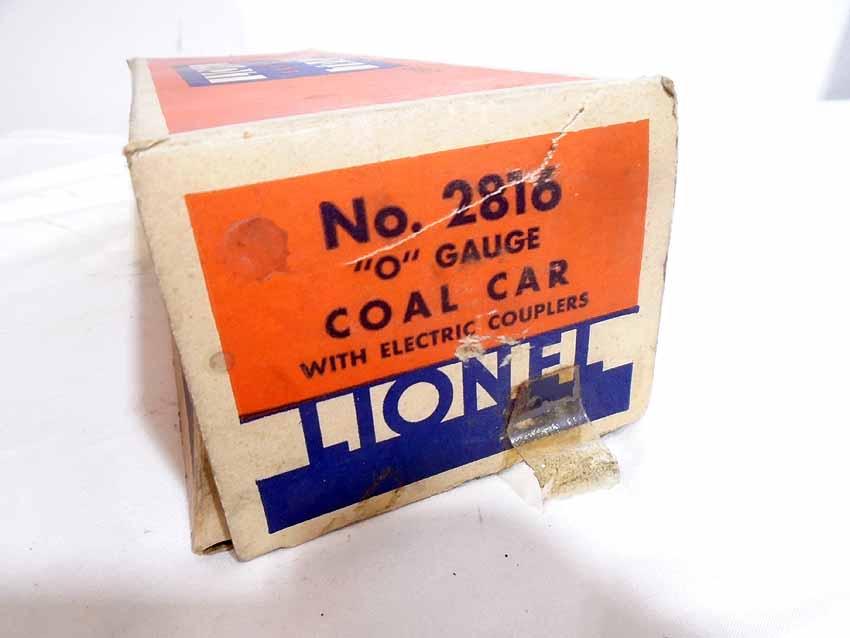 No. 2816
"O" GAUGE
COAL CAR
WITH ELECTRIC COUPLERS
LIONEL